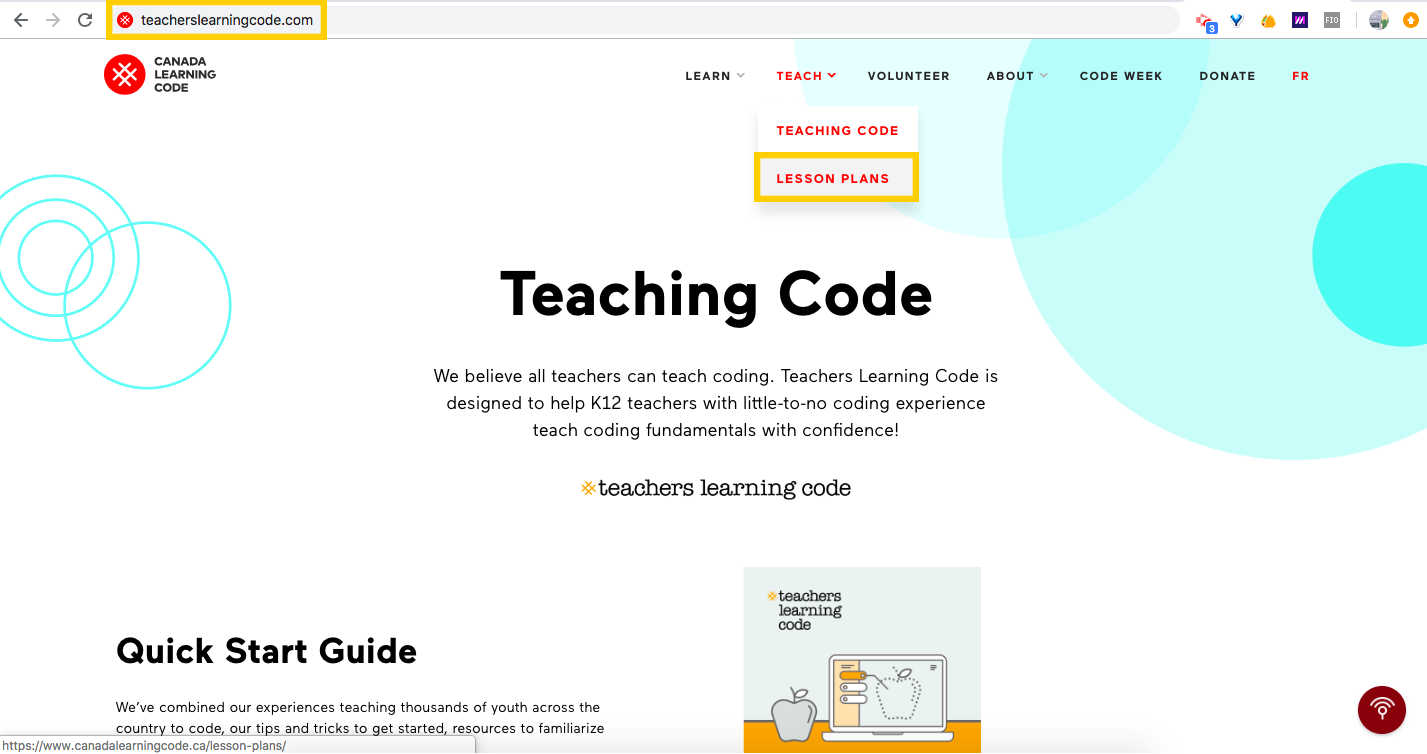 teacherslearningcode.com
3
FIO
CANADA
LEARNING
CODE
LEARN TEACH VOLUNTEER ABOUT CODE WEEK DONATE FR
TEACHING CODE
LESSON PLANS
Teaching Code
We believe all teachers can teach coding. Teachers Learning Code is
designed to help K12 teachers with little-to-no coding experience
teach coding fundamentals with confidence!
teachers learning code
teachers
learning
code
Quick Start Guide
We’ve combined our experiences teaching thousands of youth across the
country to code, our tips and tricks to get started, resources to familiarize
https://www.canadalearningcode.ca/lesson-plans/